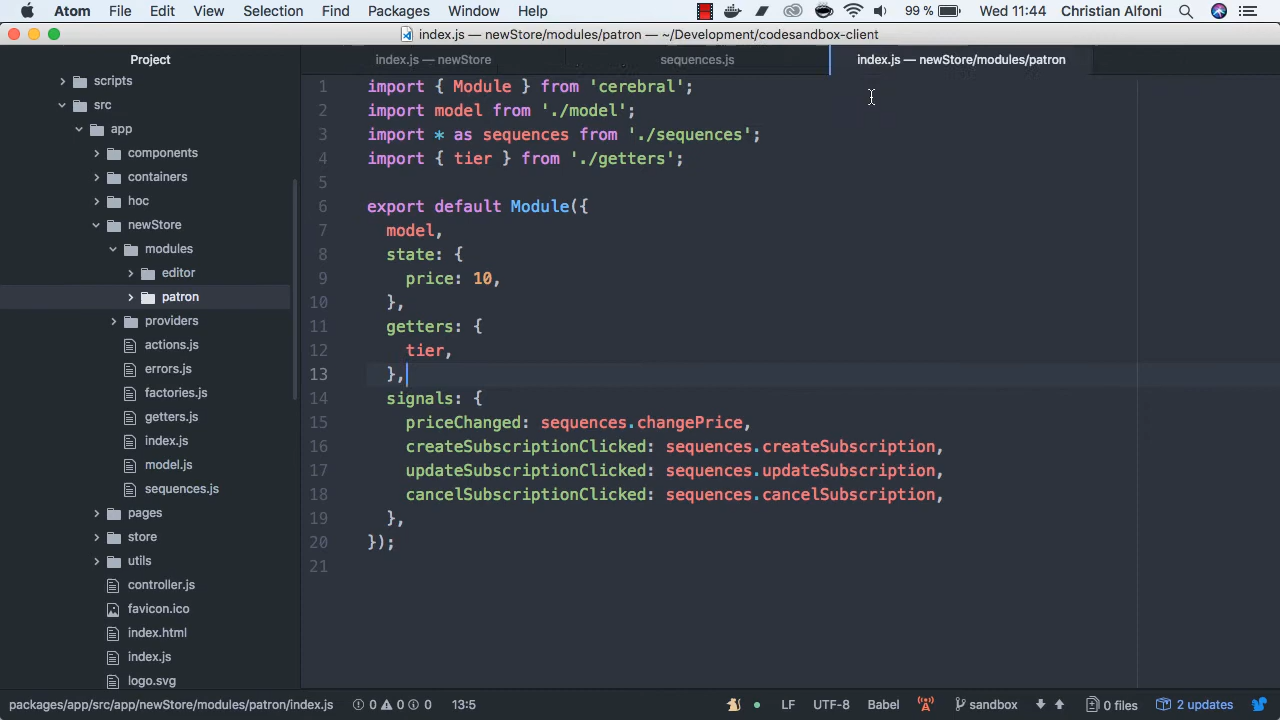 Atom File Edit View Selection Find Packages Window Help 99 % Wed 11:44 Christian Alfoni
index.js — newStore/modules/patron — ~/Development/codesandbox-client
Project
index.js — newStore
sequences.js
index.js — newStore/modules/patron
scripts
src
app
components
containers
hoc
newStore
modules
editor
patron
providers
actions.js
errors.js
factories.js
getters.js
index.js
model.js
sequences.js
pages
store
utils
controller.js
favicon.ico
index.html
index.js
logo.svg
1 import { Module } from 'cerebral';
2 import model from './model';
3 import * as sequences from './sequences';
4 import { tier } from './getters';
5
6 export default Module({
7 model,
8 state: {
9 price: 10,
10 },
11 getters: {
12 tier,
13 },
14 signals: {
15 priceChanged: sequences.changePrice,
16 createSubscriptionClicked: sequences.createSubscription,
17 updateSubscriptionClicked: sequences.updateSubscription,
18 cancelSubscriptionClicked: sequences.cancelSubscription,
19 },
20 });
21
packages/app/src/app/newStore/modules/patron/index.js 0 0 0 13:5 LF UTF-8 Babel sandbox 0 files 2 updates